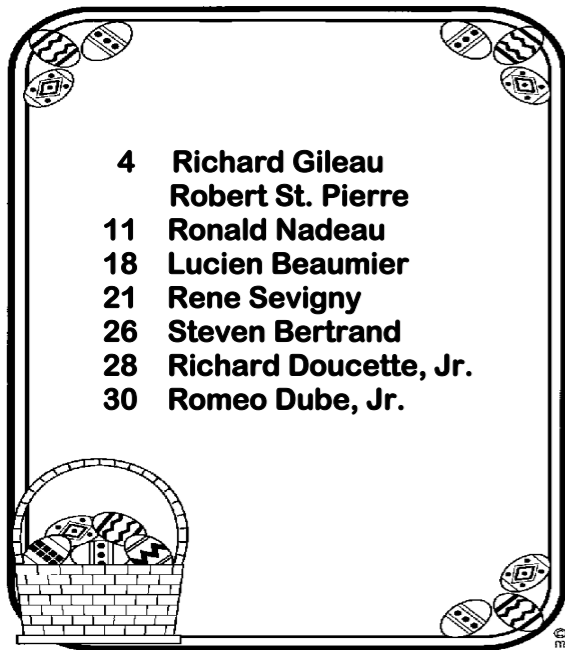 4 Richard Gileau
Robert St. Pierre
11 Ronald Nadeau
18 Lucien Beaumier
21 Rene Sevigny
26 Steven Bertrand
28 Richard Doucette, Jr.
30 Romeo Dube, Jr.
©